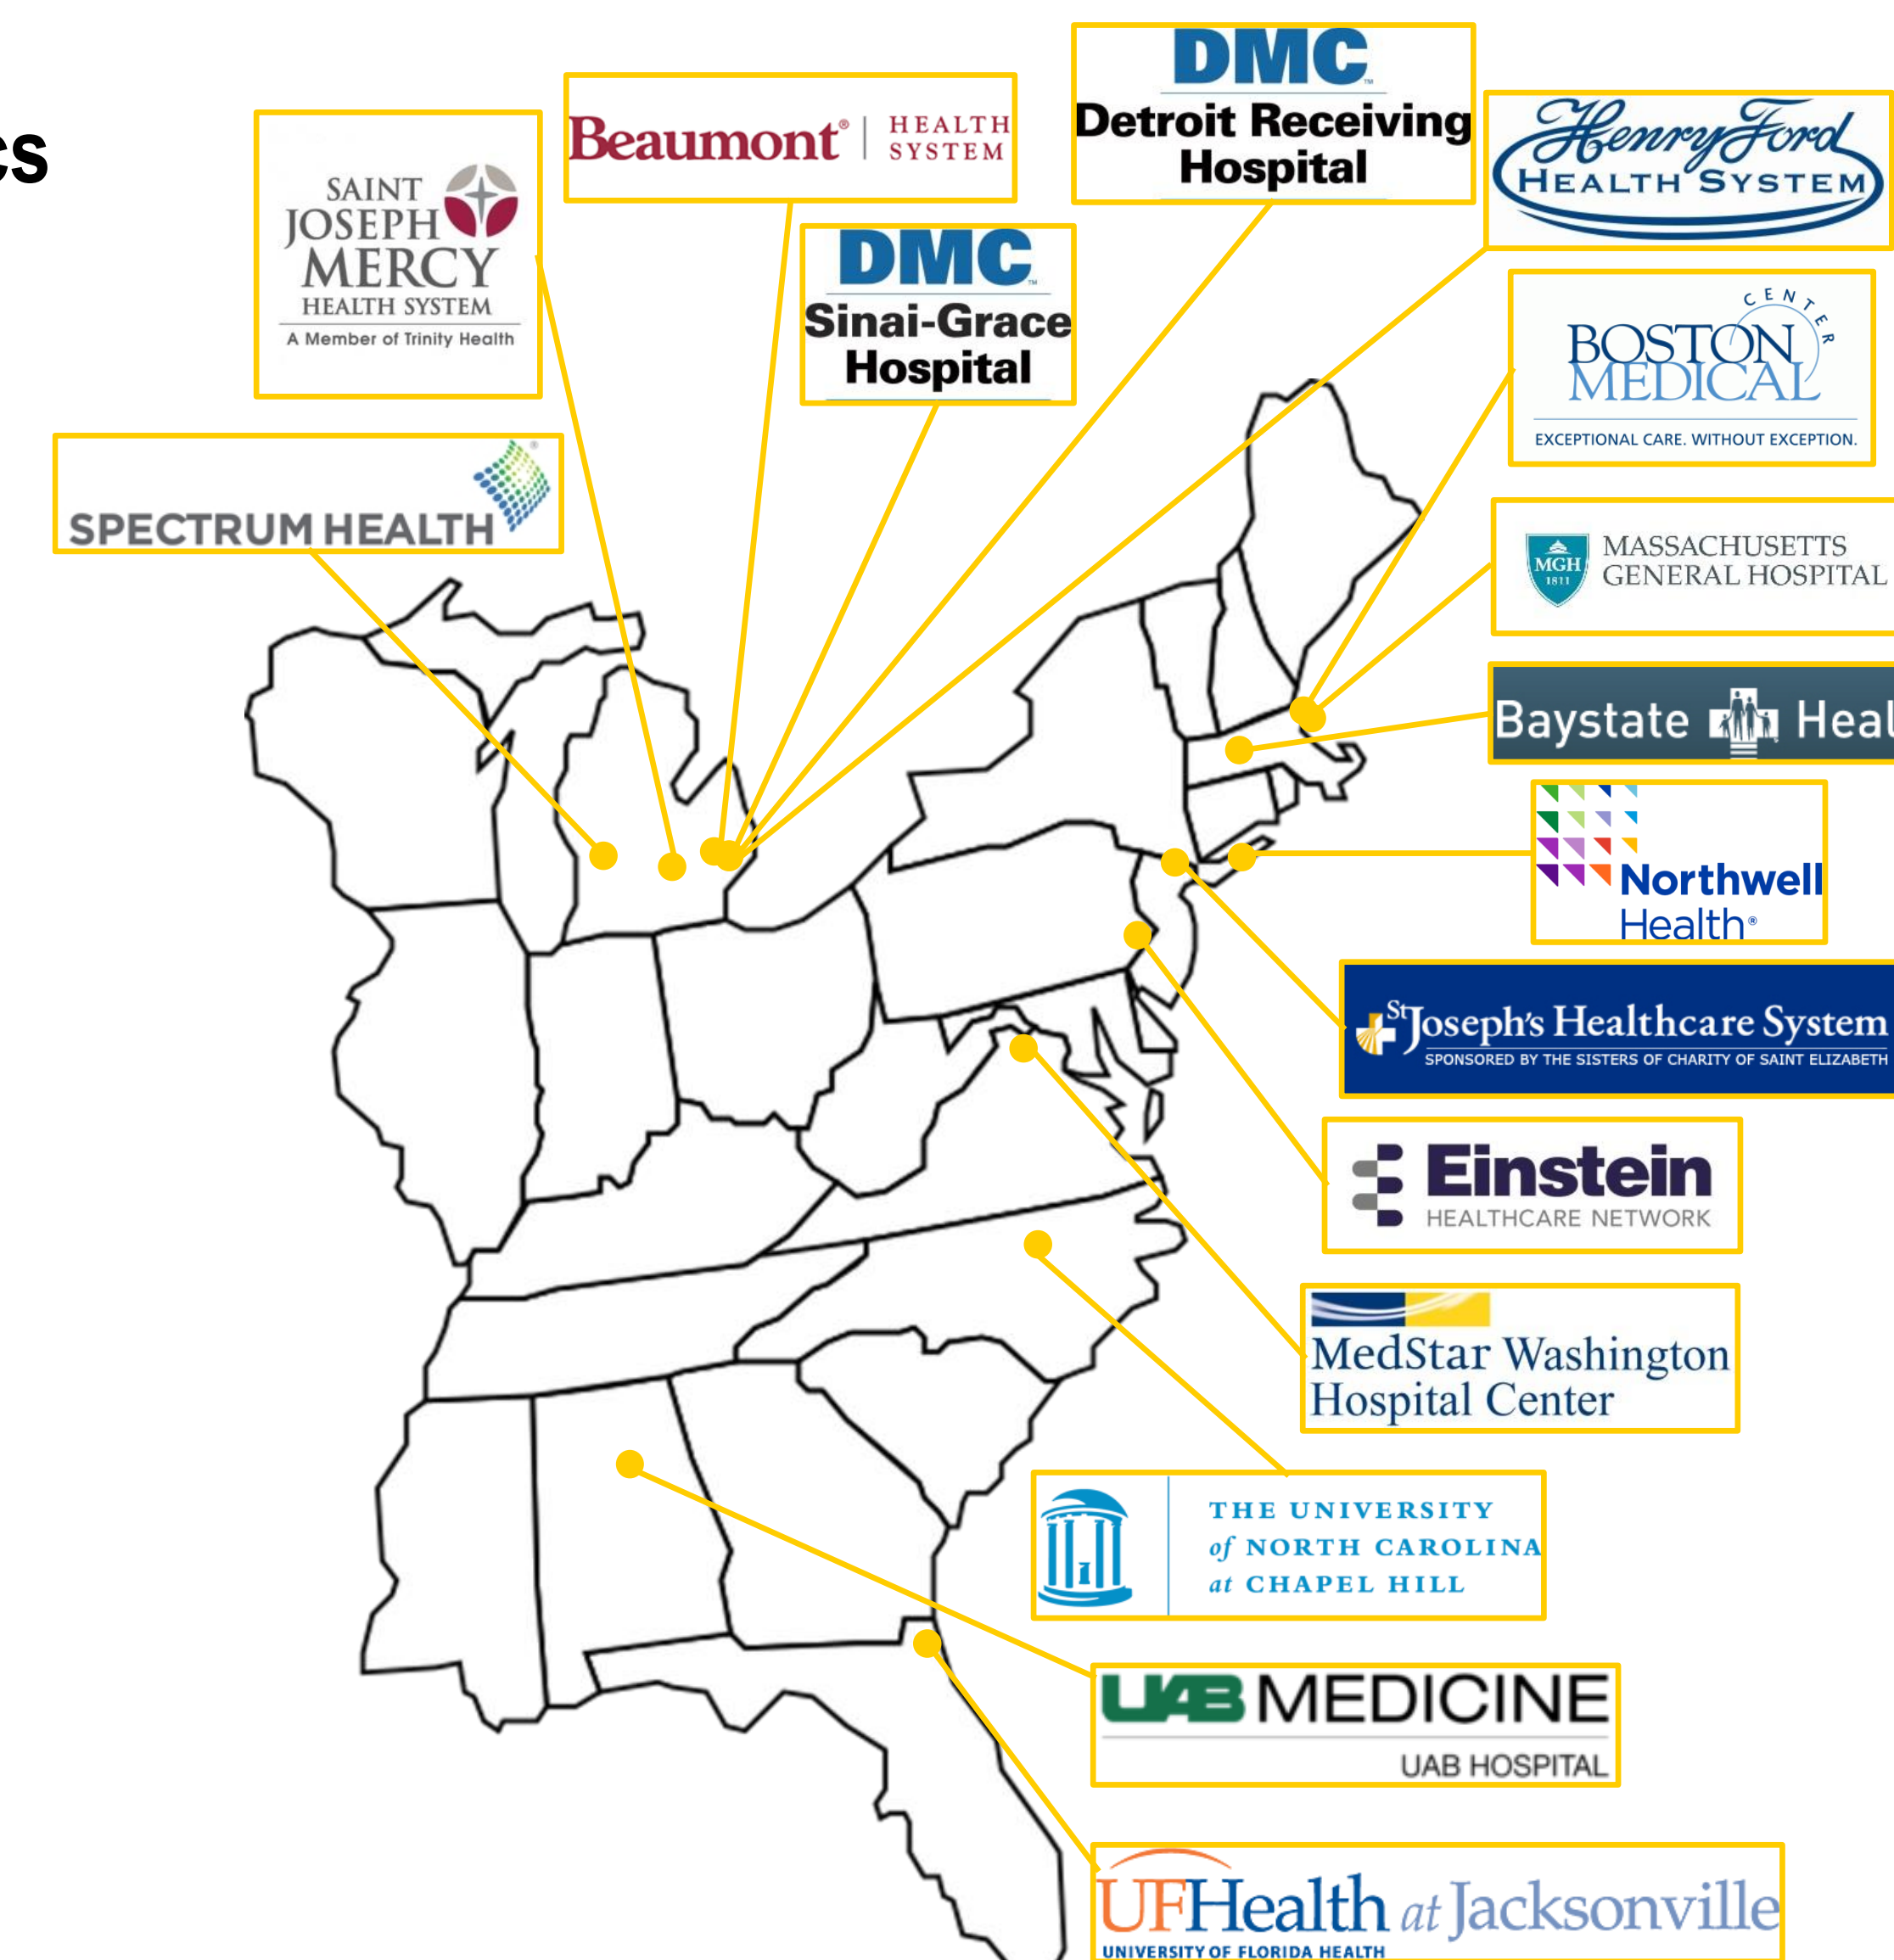 cs
SAINT
JOSEPH
MERCY
HEALTH SYSTEM
A Member of Trinity Health
Beaumont® | HEALTH
SYSTEM
DMC™
Detroit Receiving
Hospital
Henry Ford
HEALTH SYSTEM
DMC™
Sinai-Grace
Hospital
BOSTON
MEDICAL
CENTER
EXCEPTIONAL CARE. WITHOUT EXCEPTION.
SPECTRUM HEALTH®
MGH
1811
MASSACHUSETTS
GENERAL HOSPITAL
Baystate Heal
Northwell
Health®
St Joseph's Healthcare System
SPONSORED BY THE SISTERS OF CHARITY OF SAINT ELIZABETH
Einstein
HEALTHCARE NETWORK
MedStar Washington
Hospital Center
THE UNIVERSITY
of NORTH CAROLINA
at CHAPEL HILL
UAB MEDICINE
UAB HOSPITAL
UFHealth at Jacksonville
UNIVERSITY OF FLORIDA HEALTH